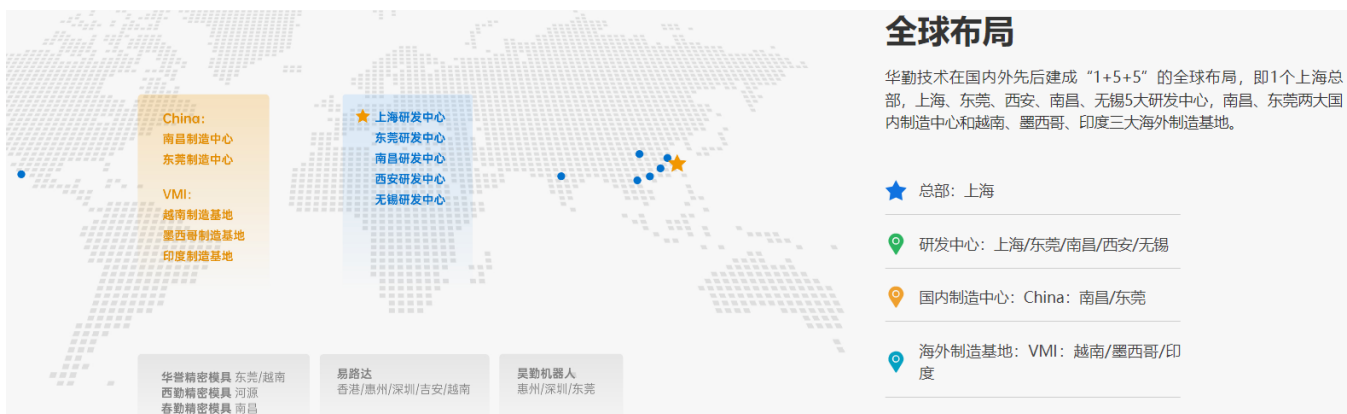 China:
南昌制造中心
东莞制造中心
VMI:
越南制造基地
墨西哥制造基地
印度制造基地
上海研发中心
东莞研发中心
南昌研发中心
西安研发中心
无锡研发中心
华誉精密模具 东莞/越南
西勤精密模具 河源
春勤精密模具 南昌
易路达
香港/惠州/深圳/吉安/越南
昊勤机器人
惠州/深圳/东莞
全球布局
华勤技术在国内外先后建成“1+5+5”的全球布局，即1个上海总
部，上海、东莞、西安、南昌、无锡5大研发中心，南昌、东莞两大国
内制造中心和越南、墨西哥、印度三大海外制造基地。
总部：上海
研发中心：上海/东莞/南昌/西安/无锡
国内制造中心：China：南昌/东莞
海外制造基地：VMI：越南/墨西哥/印
度